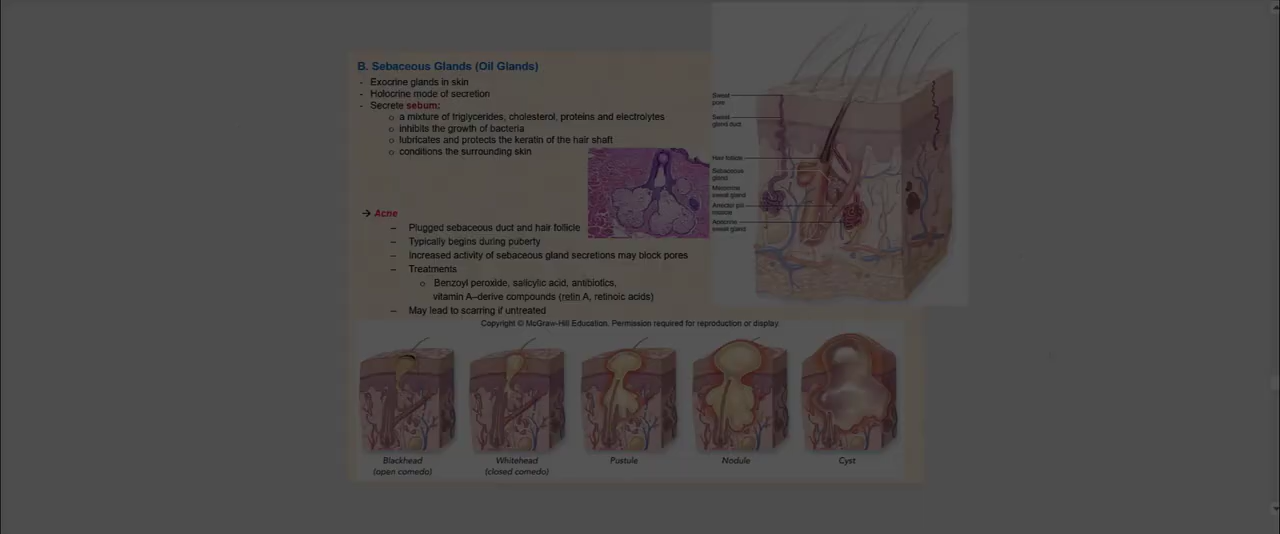 B. Sebaceous Glands (Oil Glands)
- Exocrine glands in skin
- Holocrine mode of secretion
- Secrete sebum:
o a mixture of triglycerides, cholesterol, proteins and electrolytes
o inhibits the growth of bacteria
o lubricates and protects the keratin of the hair shaft
o conditions the surrounding skin
Sweat
pore
Sweat
gland duct
Hair follicle
Sebaceous
gland
Merocrine
sweat gland
Arrector pili
muscle
Apocrine
sweat gland
→ Acne
– Plugged sebaceous duct and hair follicle
– Typically begins during puberty
– Increased activity of sebaceous gland secretions may block pores
– Treatments
o Benzoyl peroxide, salicylic acid, antibiotics,
vitamin A–derive compounds (retin A, retinoic acids)
– May lead to scarring if untreated
Copyright © McGraw-Hill Education. Permission required for reproduction or display.
Blackhead
(open comedo)
Whitehead
(closed comedo)
Pustule
Nodule
Cyst